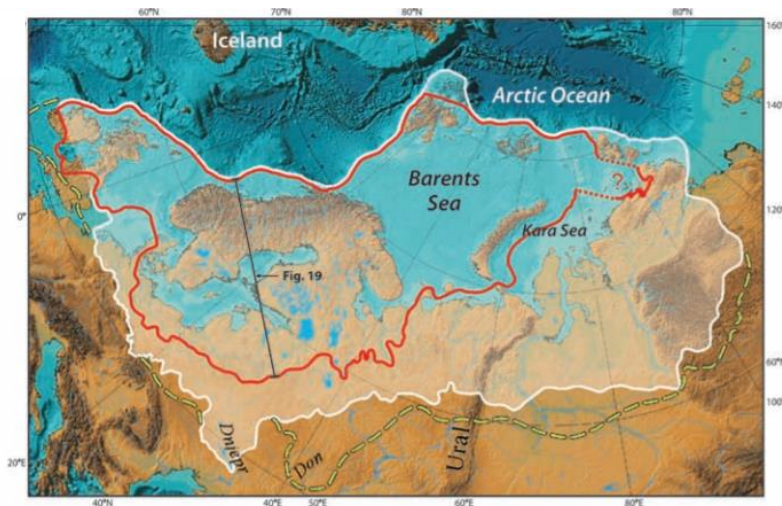 60°N
70°N
80°N
80°N
160°
Iceland
Arctic Ocean
140°
?
Barents
Sea
0°
120°
Kara Sea
Fig. 19
60°N
100°
Dniepr
Don
Ural
20°E
40°N
40°E
50°E
60°E
80°E